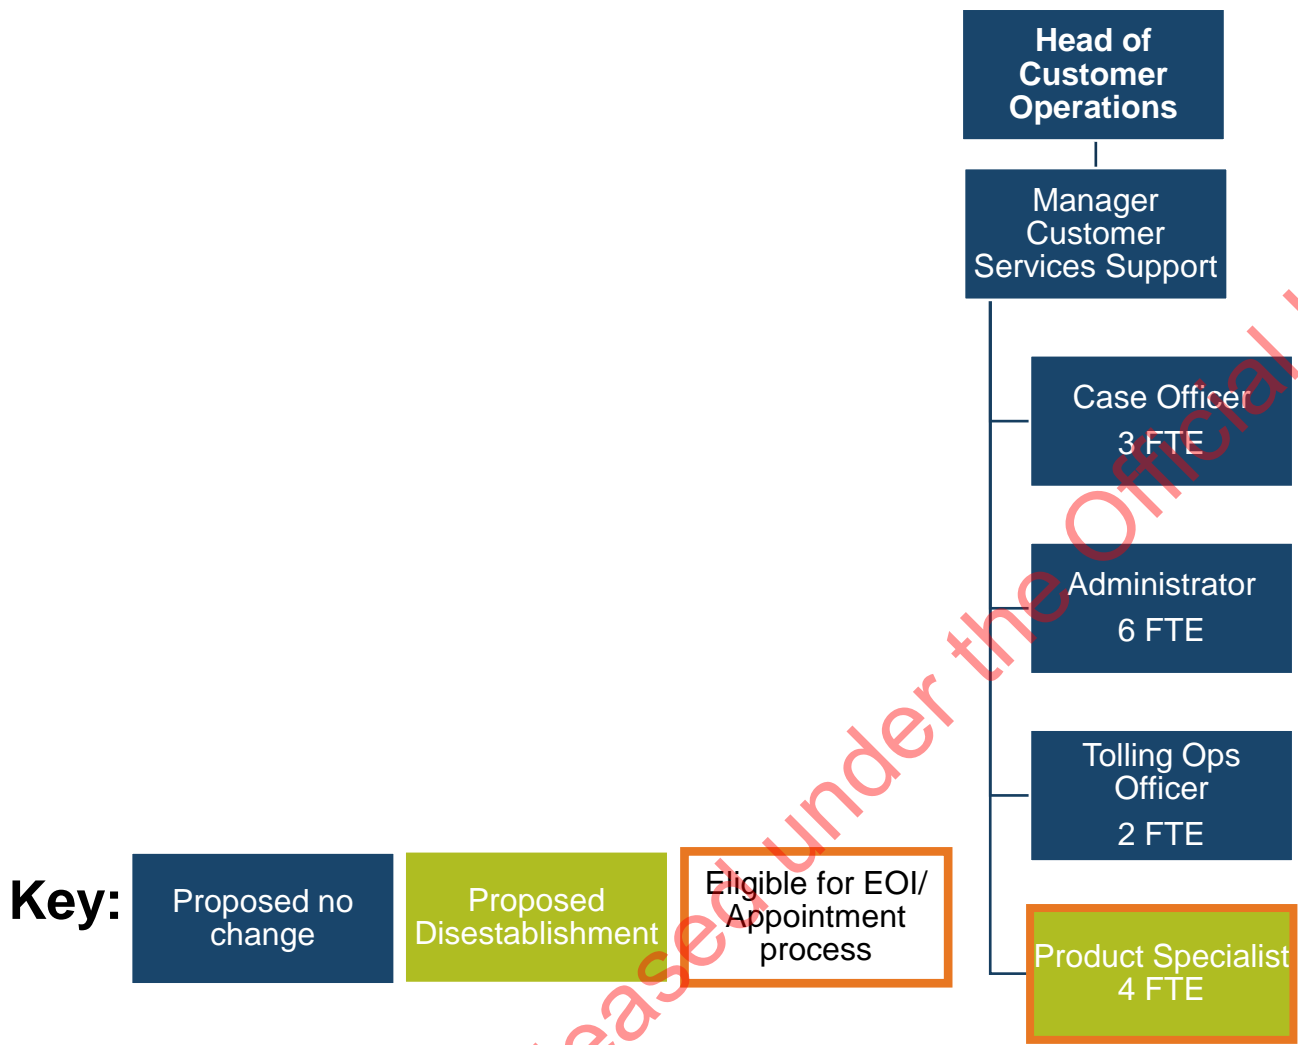 Head of
Customer
Operations
Manager
Customer
Services Support
Case Officer
3 FTE
Administrator
6 FTE
Tolling Ops
Officer
2 FTE
Product Specialist
4 FTE
Key:
Proposed no
change
Proposed
Disestablishment
Eligible for EOI/
Appointment
process
eased under the Official